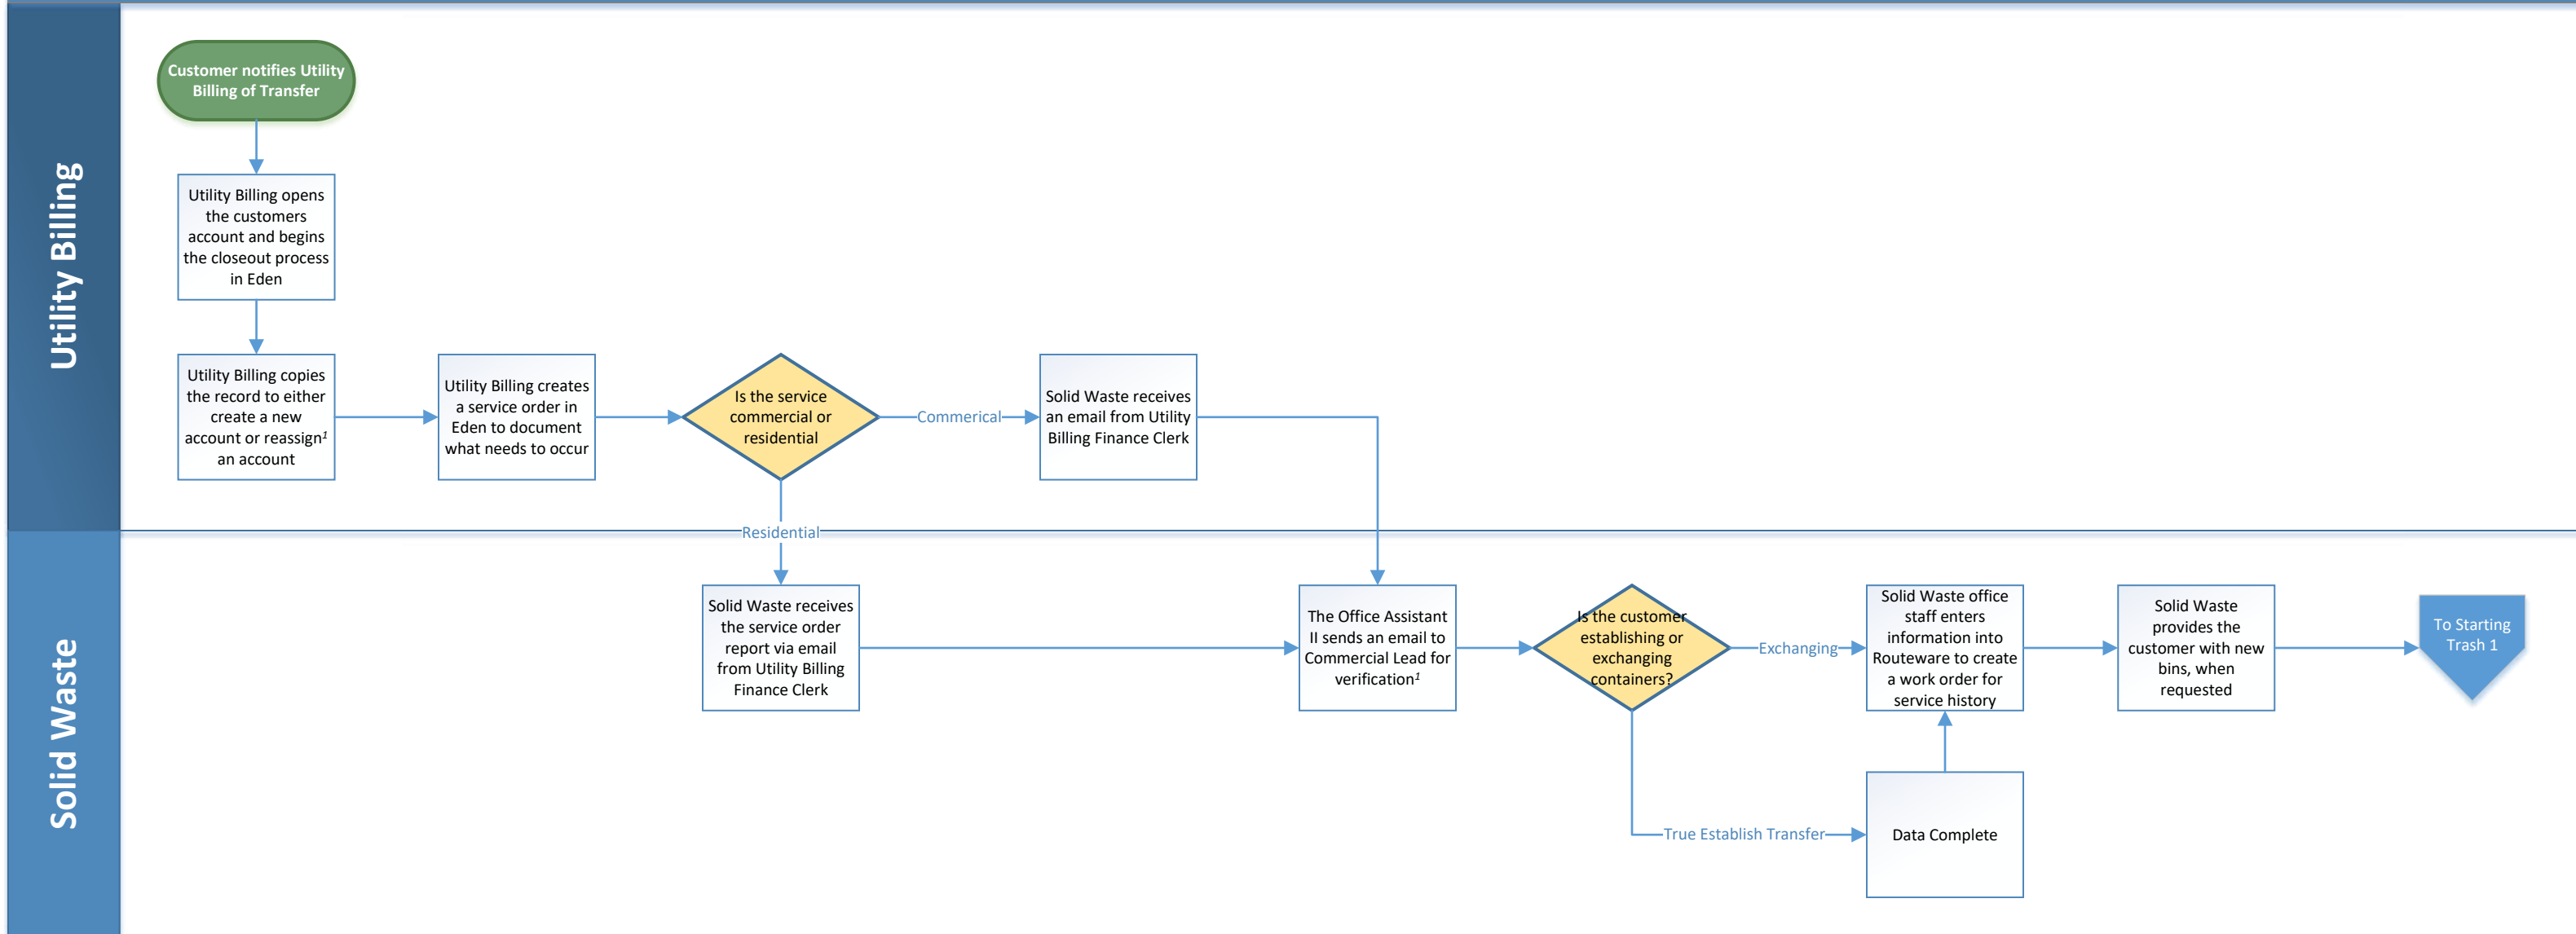 Utility Billing
Customer notifies Utility
Billing of Transfer
Utility Billing opens
the customers
account and begins
the closeout process
in Eden
Utility Billing copies
the record to either
create a new
account or reassign1
an account
Utility Billing creates
a service order in
Eden to document
what needs to occur
Is the service
commercial or
residential
Commerical
Solid Waste receives
an email from Utility
Billing Finance Clerk
Residential
Solid Waste
Solid Waste receives
the service order
report via email
from Utility Billing
Finance Clerk
The Office Assistant
II sends an email to
Commercial Lead for
verification1
Is the customer
establishing or
exchanging
containers?
Exchanging
Solid Waste office
staff enters
information into
Routeware to create
a work order for
service history
Solid Waste
provides the
customer with new
bins, when
requested
To Starting
Trash 1
True Establish Transfer
Data Complete